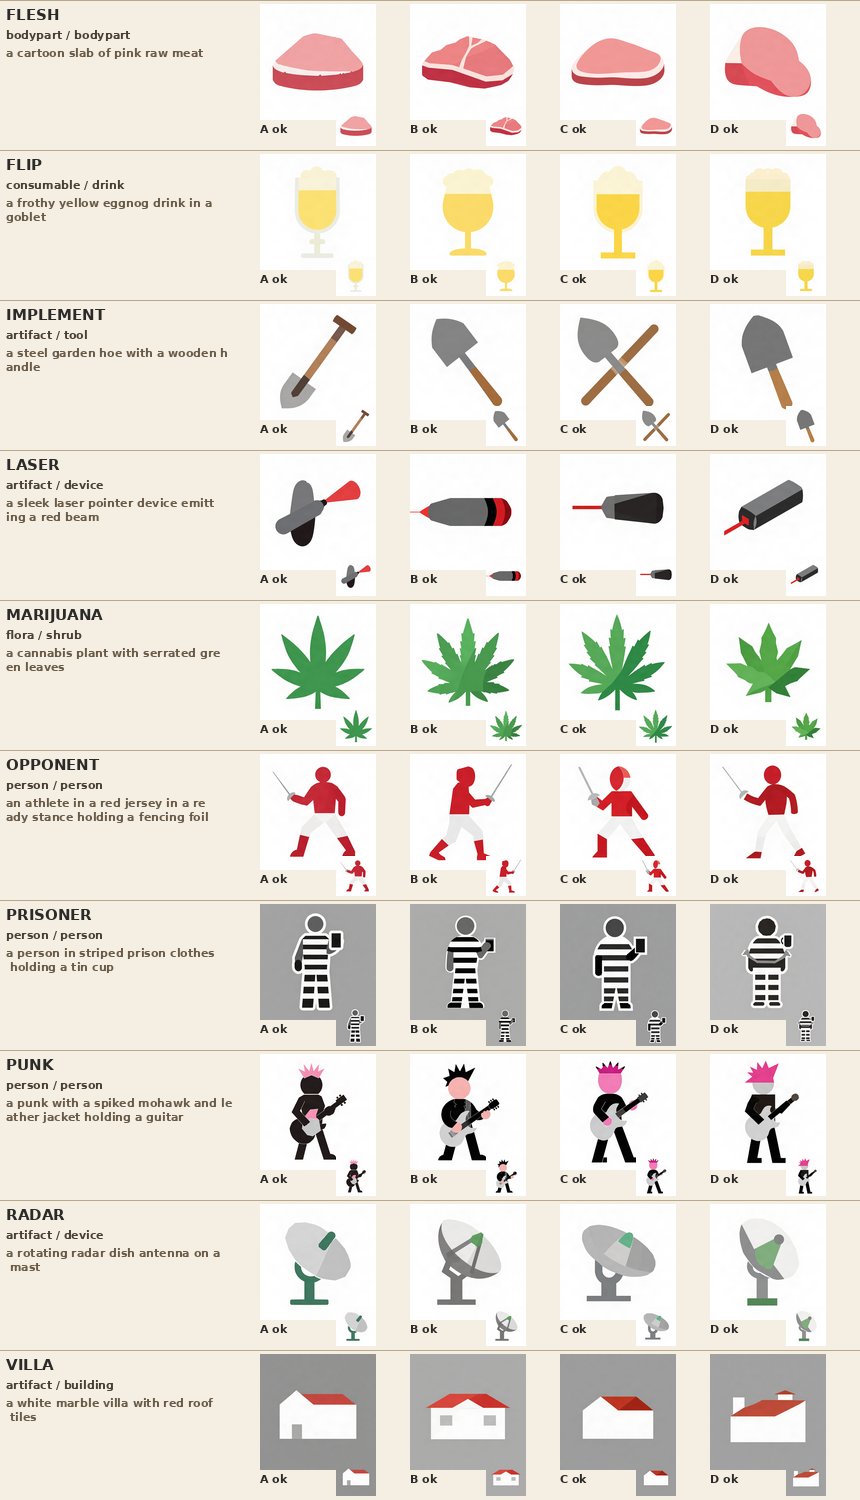 FLESH
bodypart / bodypart
a cartoon slab of pink raw meat
A ok B ok C ok D ok
FLIP
consumable / drink
a frothy yellow eggnog drink in a
goblet
A ok B ok C ok D ok
IMPLEMENT
artifact / tool
a steel garden hoe with a wooden h
andle
A ok B ok C ok D ok
LASER
artifact / device
a sleek laser pointer device emitt
ing a red beam
A ok B ok C ok D ok
MARIJUANA
flora / shrub
a cannabis plant with serrated gre
en leaves
A ok B ok C ok D ok
OPPONENT
person / person
an athlete in a red jersey in a re
ady stance holding a fencing foil
A ok B ok C ok D ok
PRISONER
person / person
a person in striped prison clothes
holding a tin cup
A ok B ok C ok D ok
PUNK
person / person
a punk with a spiked mohawk and le
ather jacket holding a guitar
A ok B ok C ok D ok
RADAR
artifact / device
a rotating radar dish antenna on a
mast
A ok B ok C ok D ok
VILLA
artifact / building
a white marble villa with red roof
tiles
A ok B ok C ok D ok